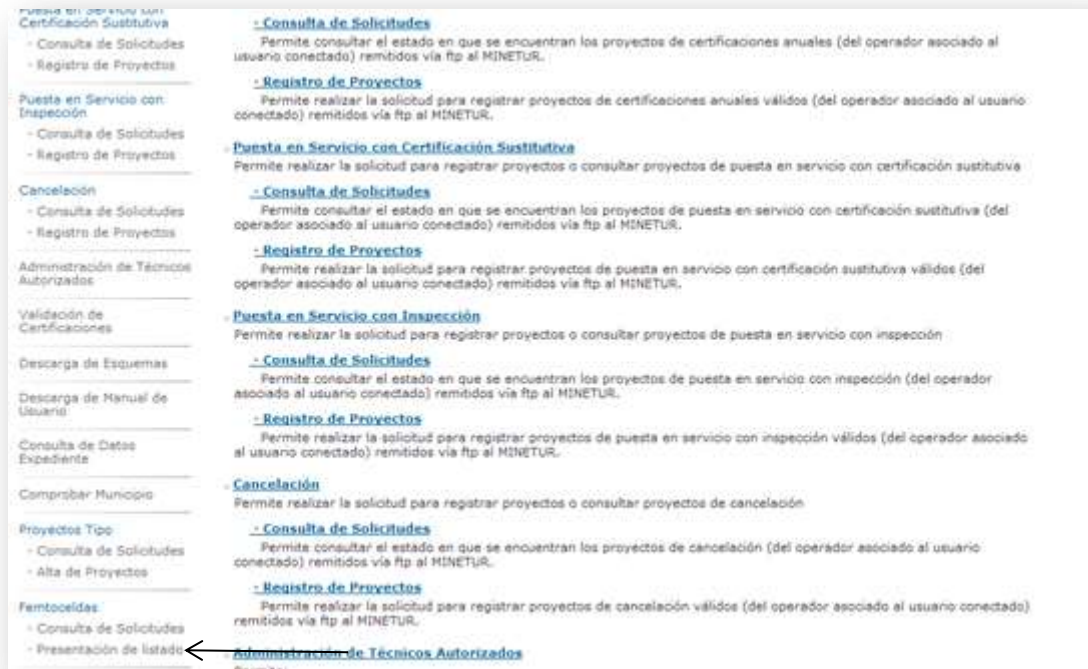 Puesta en Servicio con
Certificación Sustitutiva
- Consulta de Solicitudes
- Registro de Proyectos
Puesta en Servicio con
Inspección
- Consulta de Solicitudes
- Registro de Proyectos
Cancelación
- Consulta de Solicitudes
- Registro de Proyectos
Administración de Técnicos
Autorizados
Validación de
Certificaciones
Descarga de Esquemas
Descarga de Manual de
Usuario
Consulta de Datos
Expediente
Comprobar Municipio
Proyectos Tipo
- Consulta de Solicitudes
- Alta de Proyectos
Femtoceldas
- Consulta de Solicitudes
- Presentación de listado
- Consulta de Solicitudes
Permite consultar el estado en que se encuentran los proyectos de certificaciones anuales (del operador asociado al
usuario conectado) remitidos vía ftp al MINETUR.
- Registro de Proyectos
Permite realizar la solicitud para registrar proyectos de certificaciones anuales válidos (del operador asociado al usuario
conectado) remitidos vía ftp al MINETUR.
Puesta en Servicio con Certificación Sustitutiva
Permite realizar la solicitud para registrar proyectos o consultar proyectos de puesta en servicio con certificación sustitutiva
- Consulta de Solicitudes
Permite consultar el estado en que se encuentran los proyectos de puesta en servicio con certificación sustitutiva (del
operador asociado al usuario conectado) remitidos vía ftp al MINETUR.
- Registro de Proyectos
Permite realizar la solicitud para registrar proyectos de puesta en servicio con certificación sustitutiva válidos (del
operador asociado al usuario conectado) remitidos vía ftp al MINETUR.
Puesta en Servicio con Inspección
Permite realizar la solicitud para registrar proyectos o consultar proyectos de puesta en servicio con inspección
- Consulta de Solicitudes
Permite consultar el estado en que se encuentran los proyectos de puesta en servicio con inspección (del operador
asociado al usuario conectado) remitidos vía ftp al MINETUR.
- Registro de Proyectos
Permite realizar la solicitud para registrar proyectos de puesta en servicio con inspección válidos (del operador asociado
al usuario conectado) remitidos vía ftp al MINETUR.
Cancelación
Permite realizar la solicitud para registrar proyectos o consultar proyectos de cancelación
- Consulta de Solicitudes
Permite consultar el estado en que se encuentran los proyectos de cancelación (del operador asociado al usuario
conectado) remitidos vía ftp al MINETUR.
- Registro de Proyectos
Permite realizar la solicitud para registrar proyectos de cancelación válidos (del operador asociado al usuario conectado)
remitidos vía ftp al MINETUR.
Administración de Técnicos Autorizados